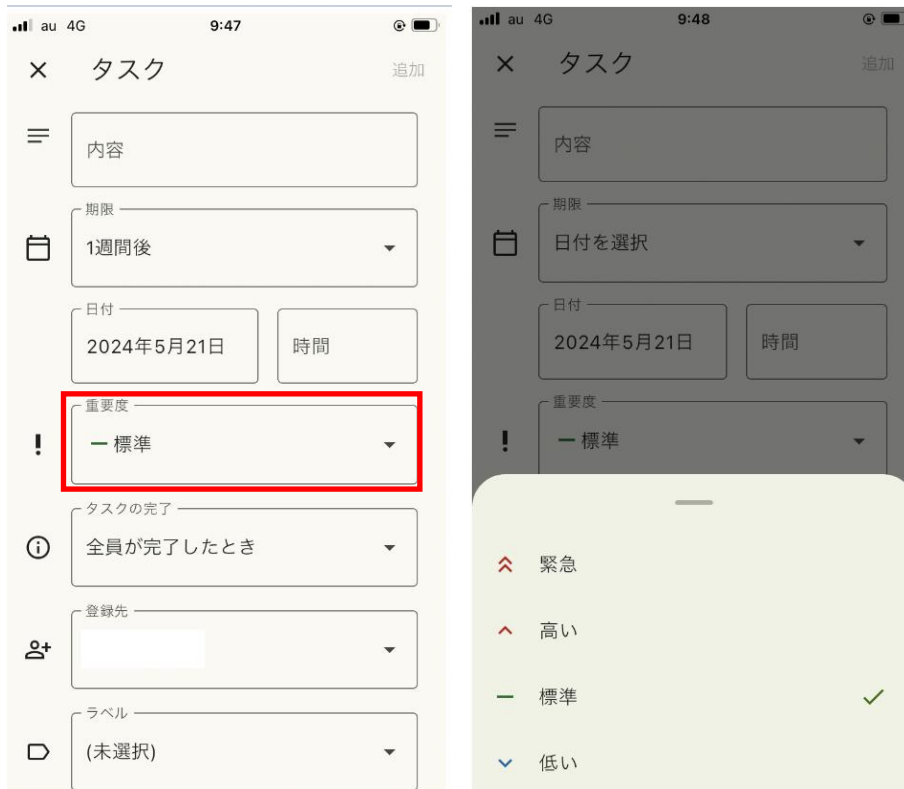 au 4G 9:47
タスク 追加
内容
期限
1週間後
日付
2024年5月21日 時間
重要度
標準
タスクの完了
全員が完了したとき
登録先
ラベル
(未選択)
au 4G 9:48
タスク 追加
内容
期限
日付を選択
日付
2024年5月21日 時間
重要度
標準
緊急
高い
標準
低い